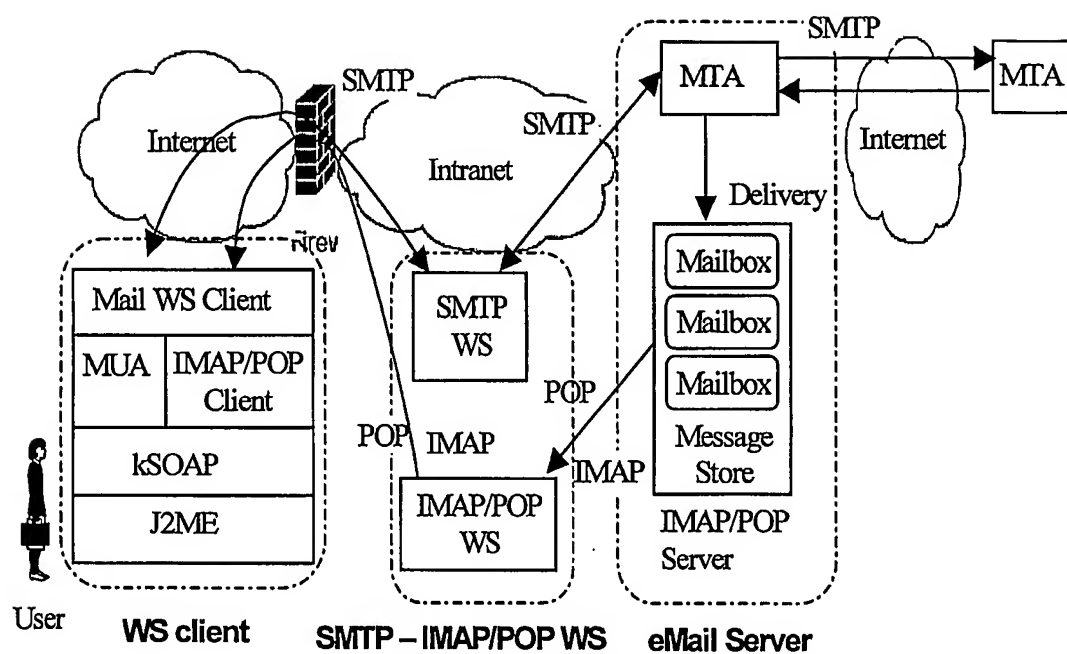 SMTP
MTA
MTA
SMTP
SMTP
Internet
Intranet
Internet
Delivery
Mailbox
Mailbox
Mailbox
Message
Store
IMAP/POP
Server
Mail WS Client
MUA
IMAP/POP
Client
kSOAP
J2ME
User
SMTP
WS
POP
POP
IMAP
IMAP
IMAP/POP
WS
WS client
SMTP – IMAP/POP WS
eMail Server